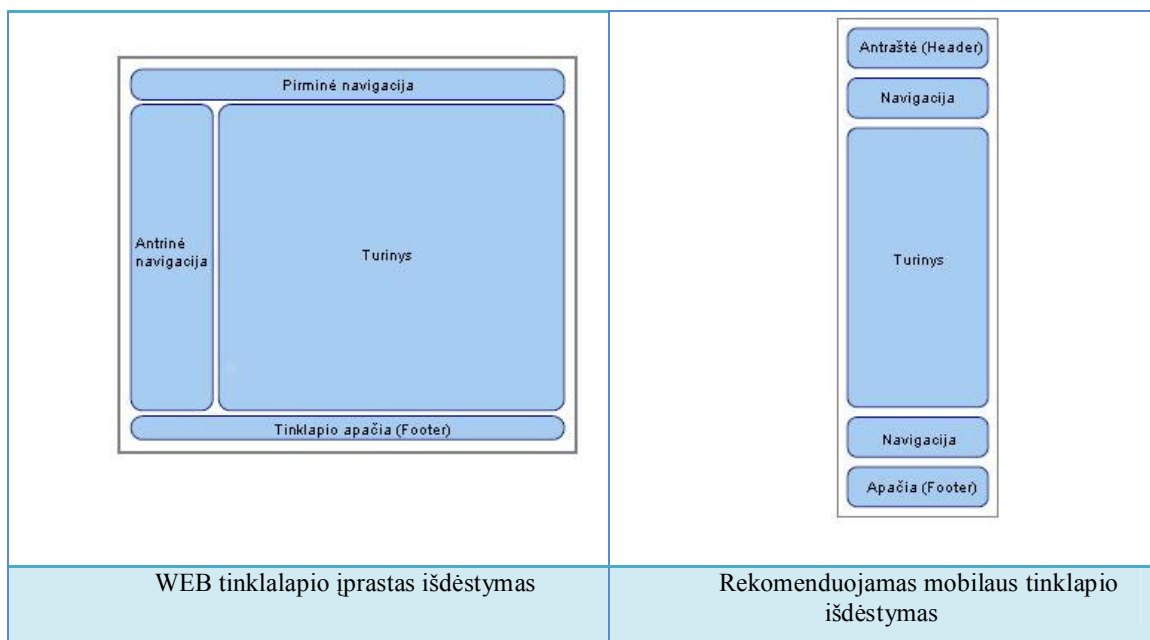 Pirminė navigacija
Antrinė
navigacija
Turinys
Tinklapio apačia (Footer)
WEB tinklalapio įprastas išdėstymas
Antraštė (Header)
Navigacija
Turinys
Navigacija
Apačia (Footer)
Rekomenduojamas mobilaus tinklapio
išdėstymas